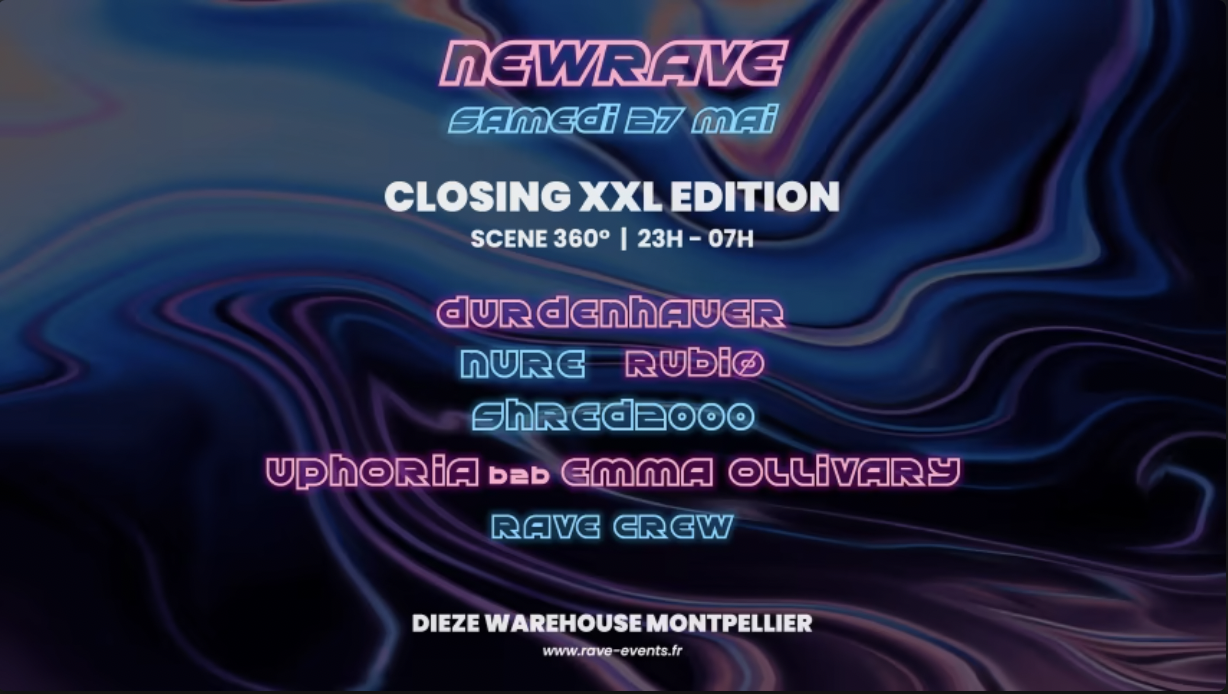 NEWRAVE
SAMEDI 27 MAI
CLOSING XXL EDITION
SCENE 360° | 23H - 07H
DURDENHAUER
NURE RUBIØ
SHRED2000
UPHORIA B2B EMMA OLLIVARY
RAVE CREW
DIEZE WAREHOUSE MONTPELLIER
www.rave-events.fr